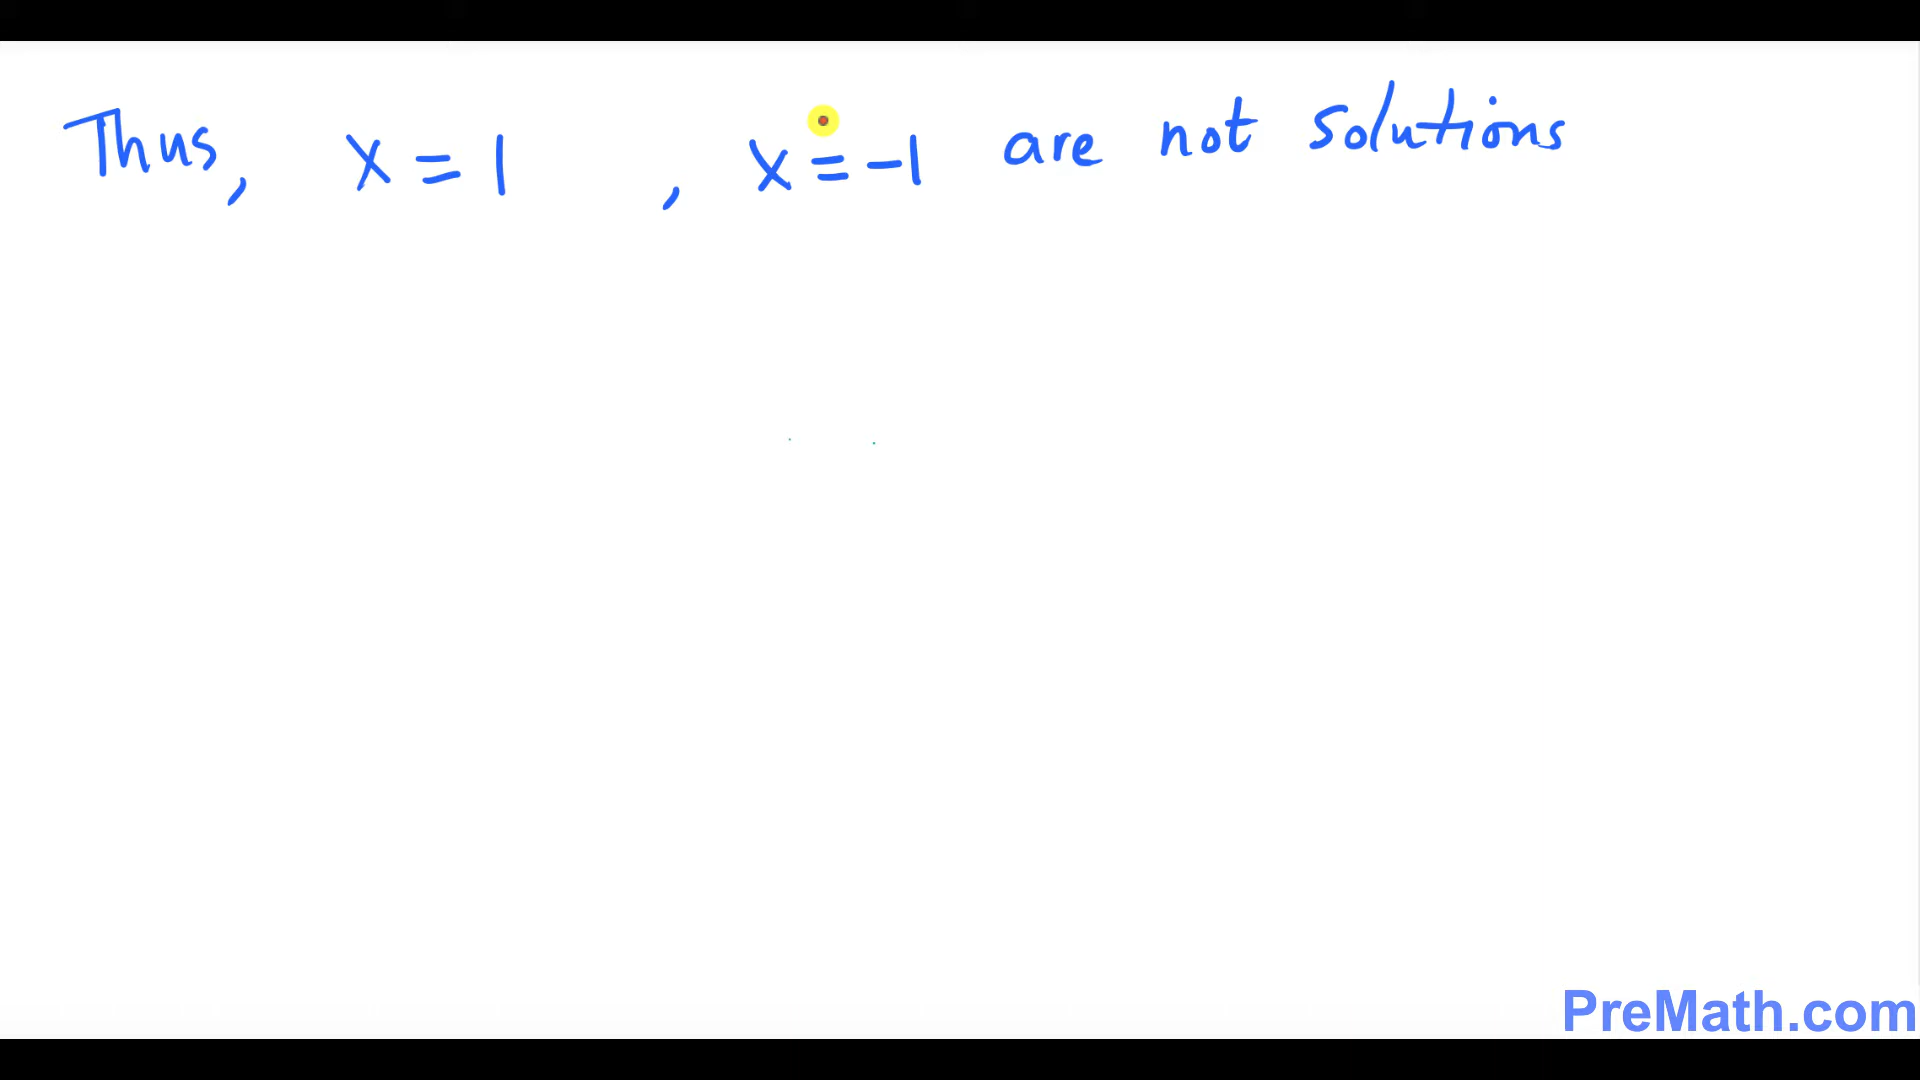 Thus, x = 1 , x = -1 are not solutions
PreMath.com